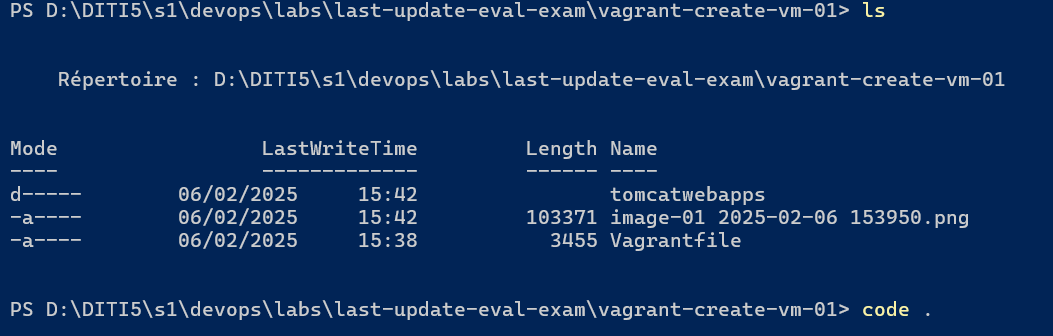 PS D:\DITI5\s1\devops\labs\last-update-eval-exam\vagrant-create-vm-01> ls
Répertoire : D:\DITI5\s1\devops\labs\last-update-eval-exam\vagrant-create-vm-01
Mode                 LastWriteTime         Length Name
----                 -------------         ------ ----
d-----        06/02/2025     15:42                tomcatwebapps
-a----        06/02/2025     15:42         103371 image-01 2025-02-06 153950.png
-a----        06/02/2025     15:38           3455 Vagrantfile
PS D:\DITI5\s1\devops\labs\last-update-eval-exam\vagrant-create-vm-01> code .